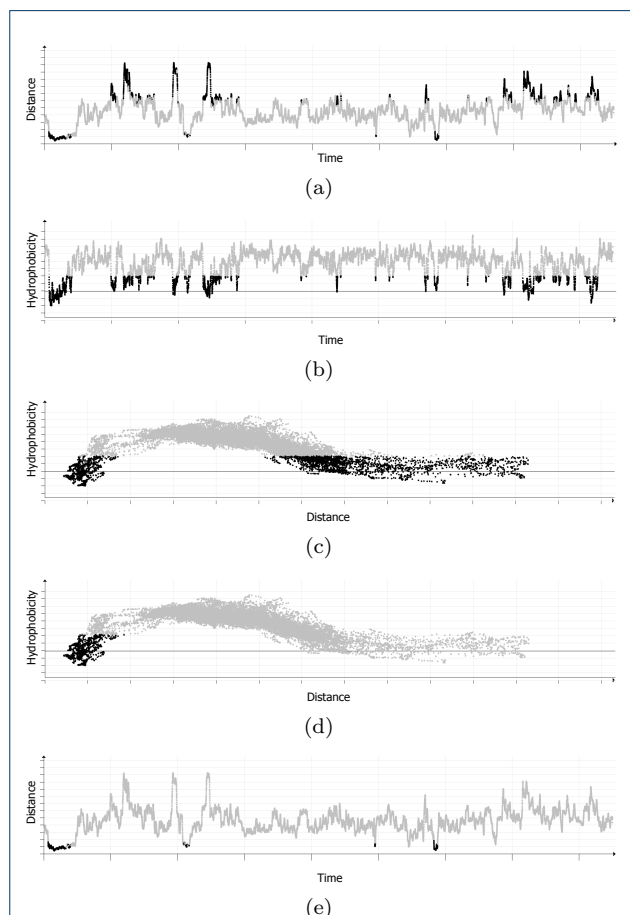 Distance
Time
(a)
Hydrophobicity
Time
(b)
Hydrophobicity
Distance
(c)
Hydrophobicity
Distance
(d)
Distance
Time
(e)